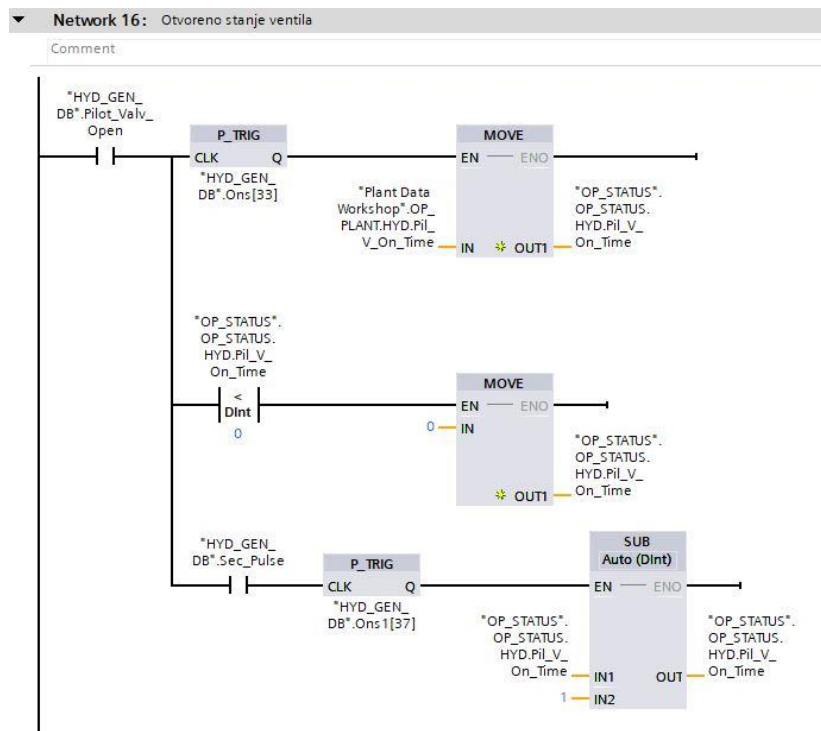 Network 16: Otvoreno stanje ventila
Comment
"HYD_GEN_
DB".Pilot_Valv_
Open
P_TRIG
CLK Q
"HYD_GEN_
DB".Ons[33]
MOVE
EN ENO
"Plant Data
Workshop".OP_
PLANT.HYD.Pil_
V_On_Time
IN OUT1
"OP_STATUS".
OP_STATUS.
HYD.Pil_V_
On_Time
"OP_STATUS".
OP_STATUS.
HYD.Pil_V_
On_Time
<
DInt
0
MOVE
EN ENO
0 IN
OUT1
"OP_STATUS".
OP_STATUS.
HYD.Pil_V_
On_Time
"HYD_GEN_
DB".Sec_Pulse
P_TRIG
CLK Q
"HYD_GEN_
DB".Ons1[37]
SUB
Auto (DInt)
EN ENO
"OP_STATUS".
OP_STATUS.
HYD.Pil_V_
On_Time
IN1 OUT
1 IN2
"OP_STATUS".
OP_STATUS.
HYD.Pil_V_
On_Time